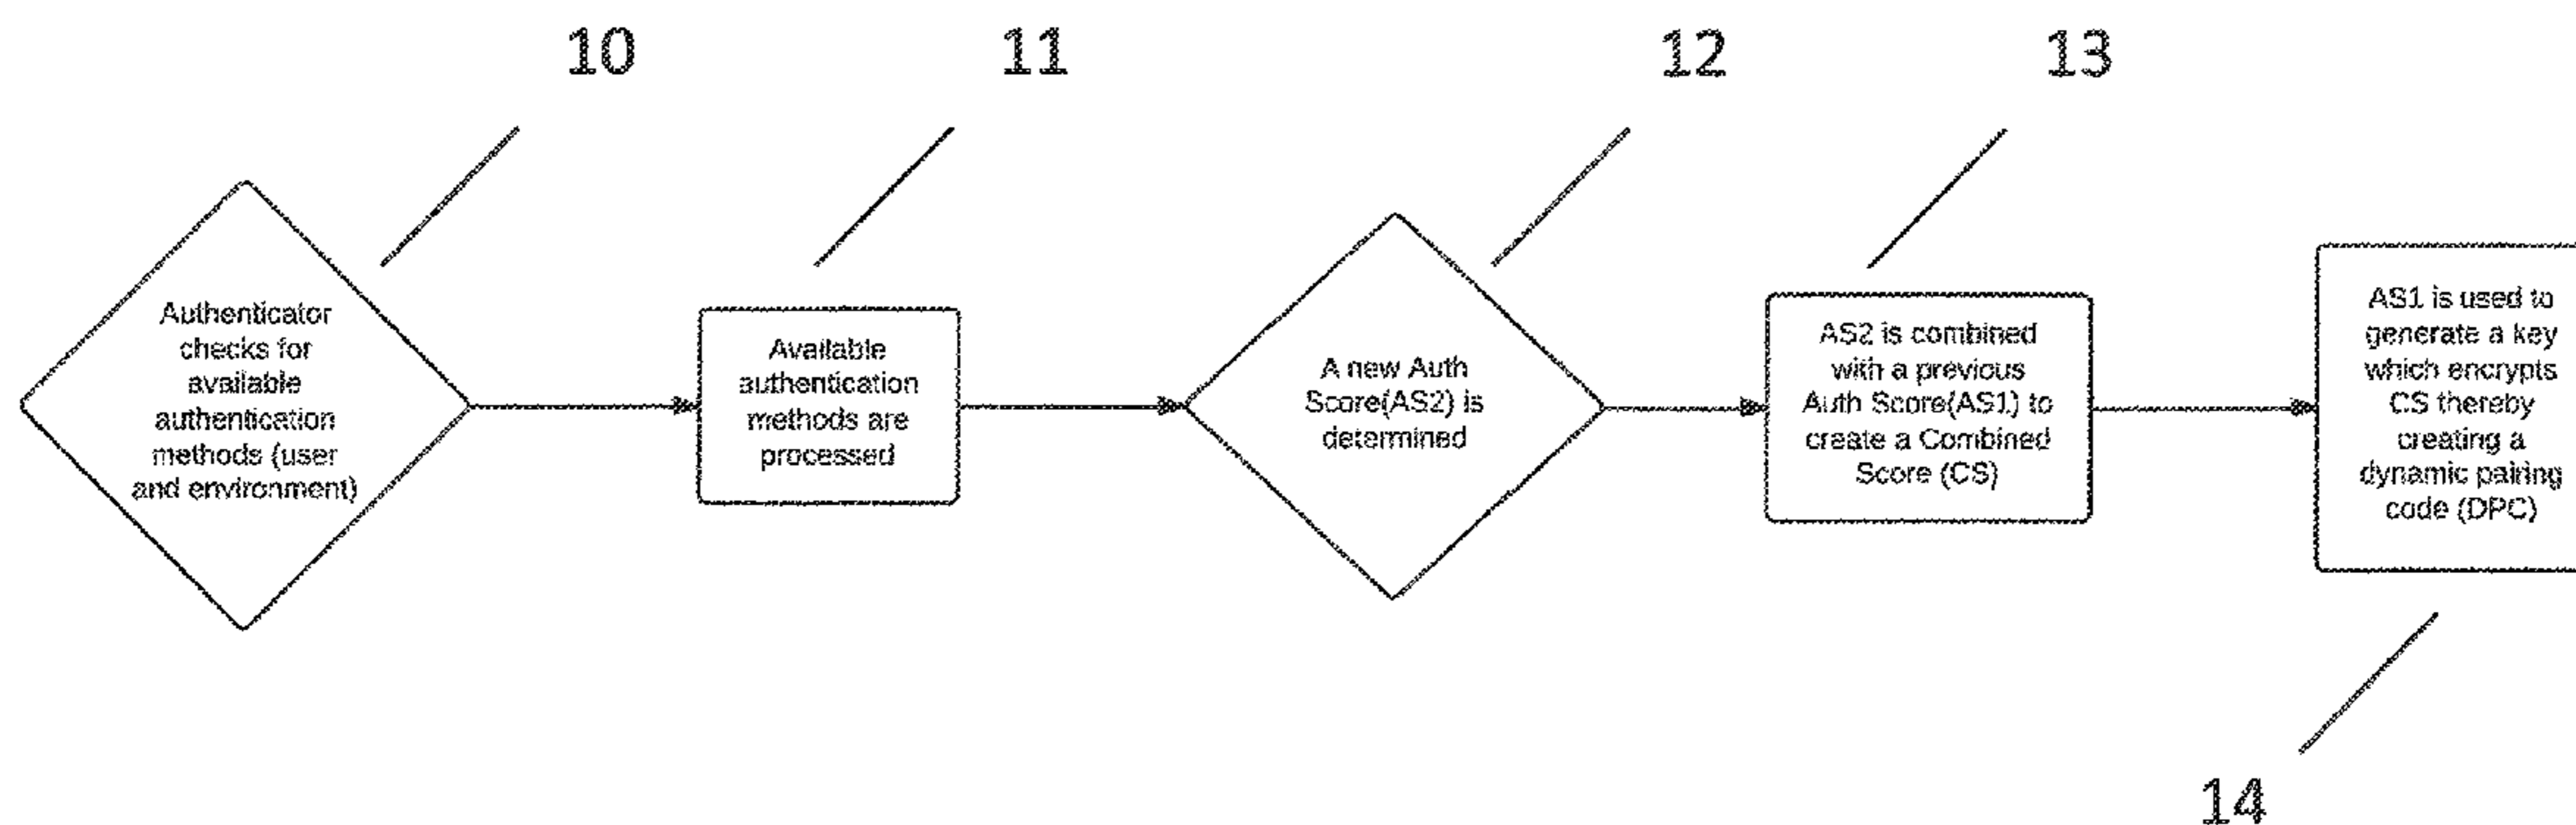 10
11
12
13
Authenticator
checks for
available
authentication
methods (user
and environment)
Available
authentication
methods are
processed
A new Auth
Score(AS2) is
determined
AS2 is combined
with a previous
Auth Score(AS1) to
create a Combined
Score (CS)
AS1 is used to
generate a key
which encrypts
CS thereby
creating a
dynamic pairing
code (DPC)
14